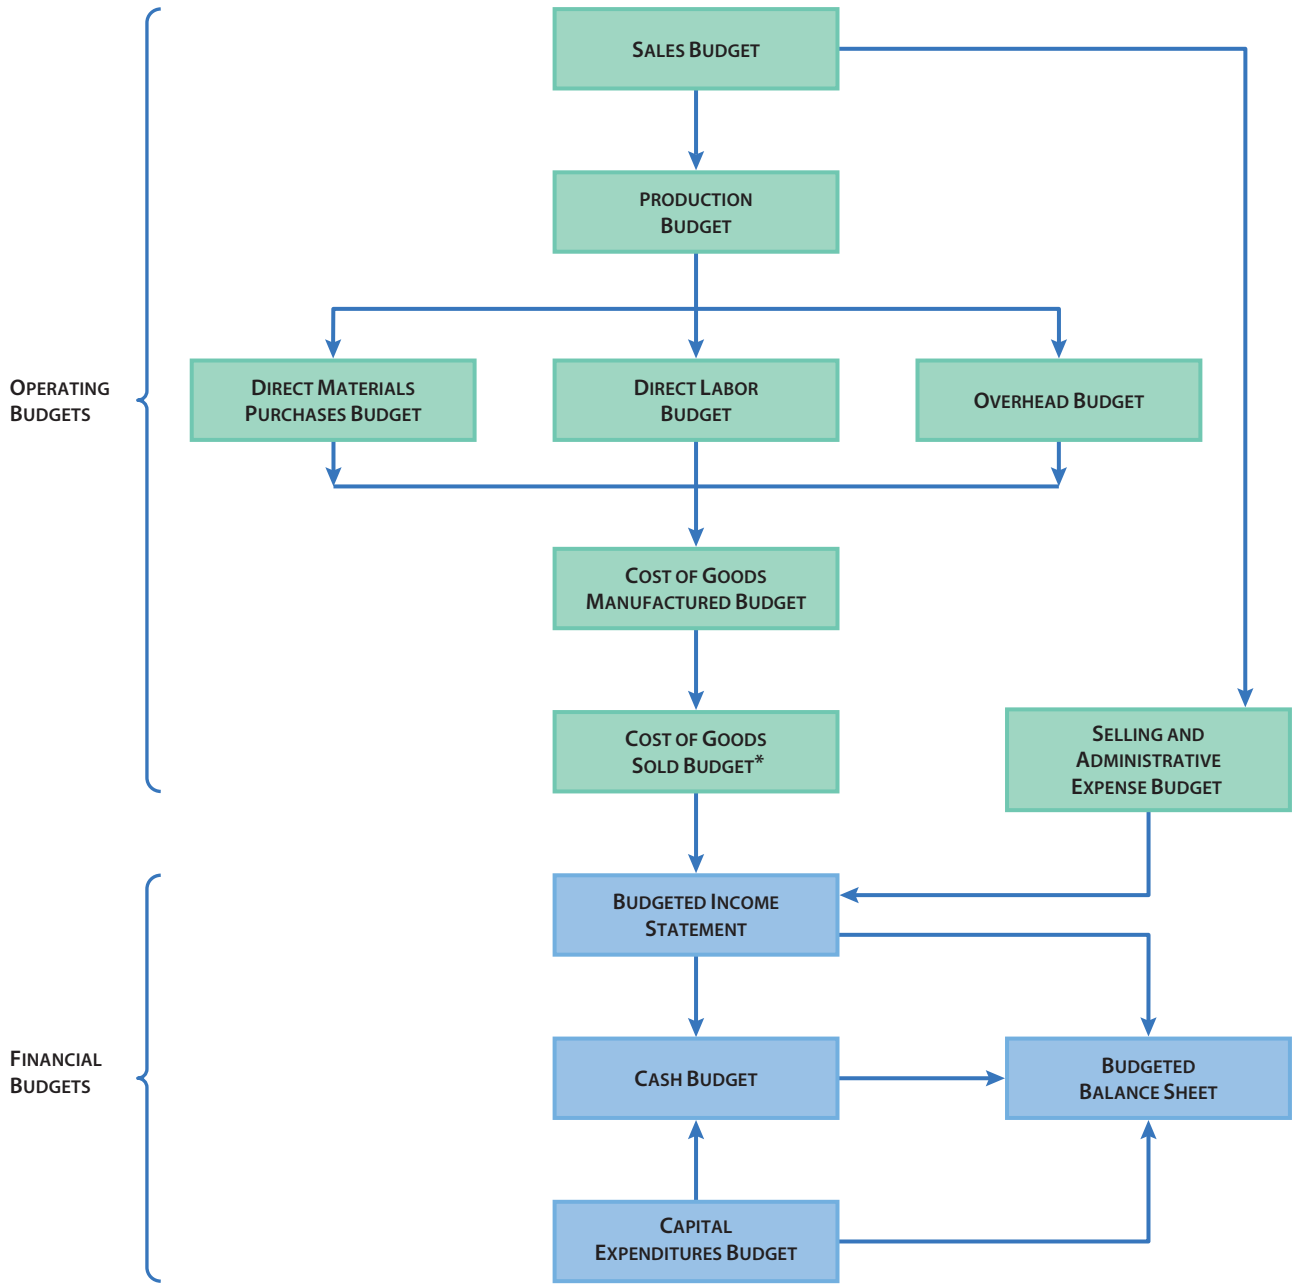 SALES BUDGET
PRODUCTION
BUDGET
OPERATING
BUDGETS
DIRECT MATERIALS
PURCHASES BUDGET
DIRECT LABOR
BUDGET
OVERHEAD BUDGET
COST OF GOODS
MANUFACTURED BUDGET
COST OF GOODS
SOLD BUDGET*
SELLING AND
ADMINISTRATIVE
EXPENSE BUDGET
BUDGETED INCOME
STATEMENT
FINANCIAL
BUDGETS
CASH BUDGET
BUDGETED
BALANCE SHEET
CAPITAL
EXPENDITURES BUDGET